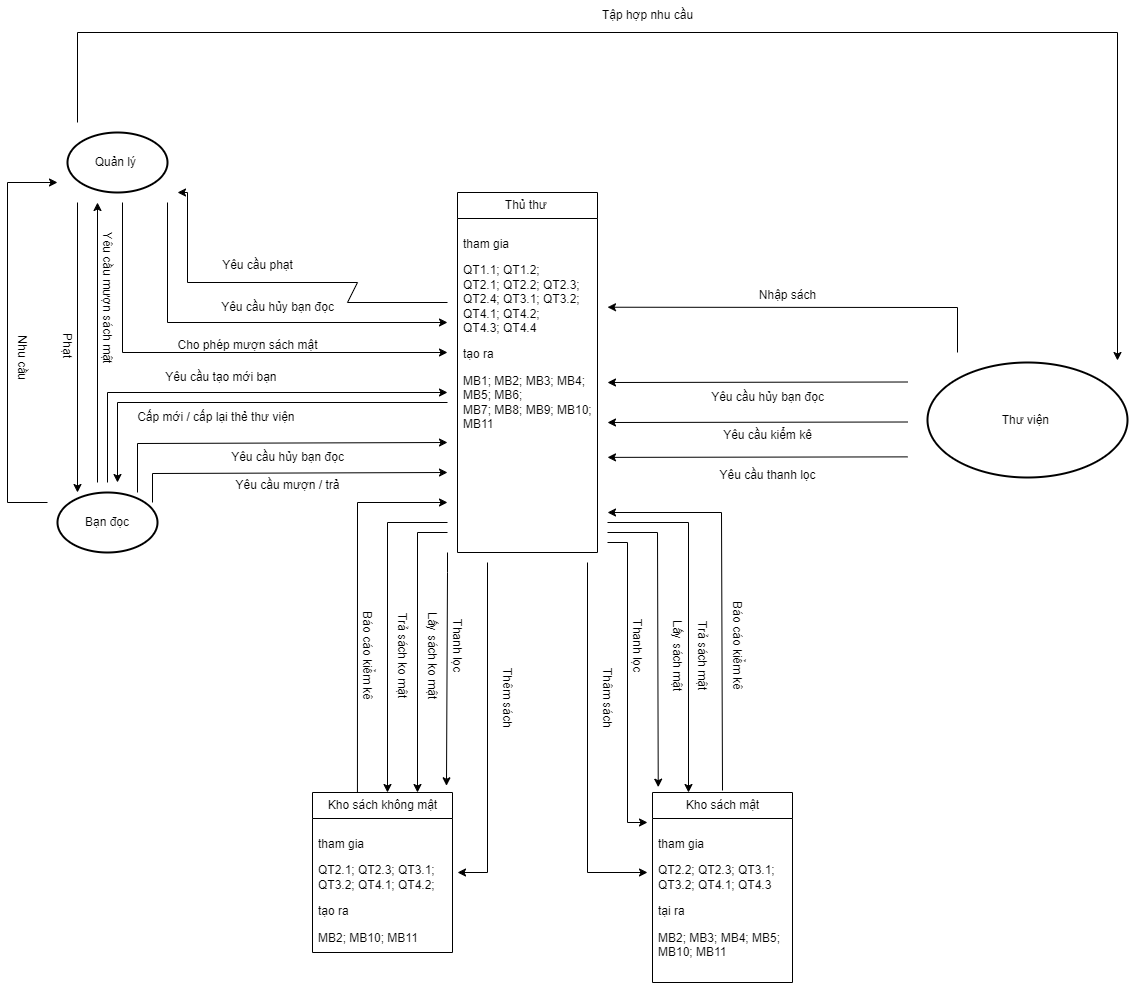 Tập hợp nhu cầu
Quản lý
Thủ thư
tham gia
QT1.1; QT1.2;
QT2.1; QT2.2; QT2.3;
QT2.4; QT3.1; QT3.2;
QT4.1; QT4.2;
QT4.3; QT4.4
tạo ra
MB1; MB2; MB3; MB4;
MB5; MB6;
MB7; MB8; MB9; MB10;
MB11
Yêu cầu phạt
Yêu cầu hủy bạn đọc
Cho phép mượn sách mật
Yêu cầu tạo mới bạn
Cấp mới / cấp lại thẻ thư viện
Yêu cầu hủy bạn đọc
Yêu cầu mượn / trả
Nhu cầu
Phạt
Yêu cầu mượn sách mật
Bạn đọc
Nhập sách
Yêu cầu hủy bạn đọc
Yêu cầu kiểm kê
Yêu cầu thanh lọc
Thư viện
Báo cáo kiểm kê
Trả sách ko mật
Lấy sách ko mật
Thanh lọc
Thêm sách
Thâm sách
Thanh lọc
Lấy sách mật
Trả sách mật
Báo cáo kiểm kê
Kho sách không mật
tham gia
QT2.1; QT2.3; QT3.1;
QT3.2; QT4.1; QT4.2;
tạo ra
MB2; MB10; MB11
Kho sách mật
tham gia
QT2.2; QT2.3; QT3.1;
QT3.2; QT4.1; QT4.3
tại ra
MB2; MB3; MB4; MB5;
MB10; MB11